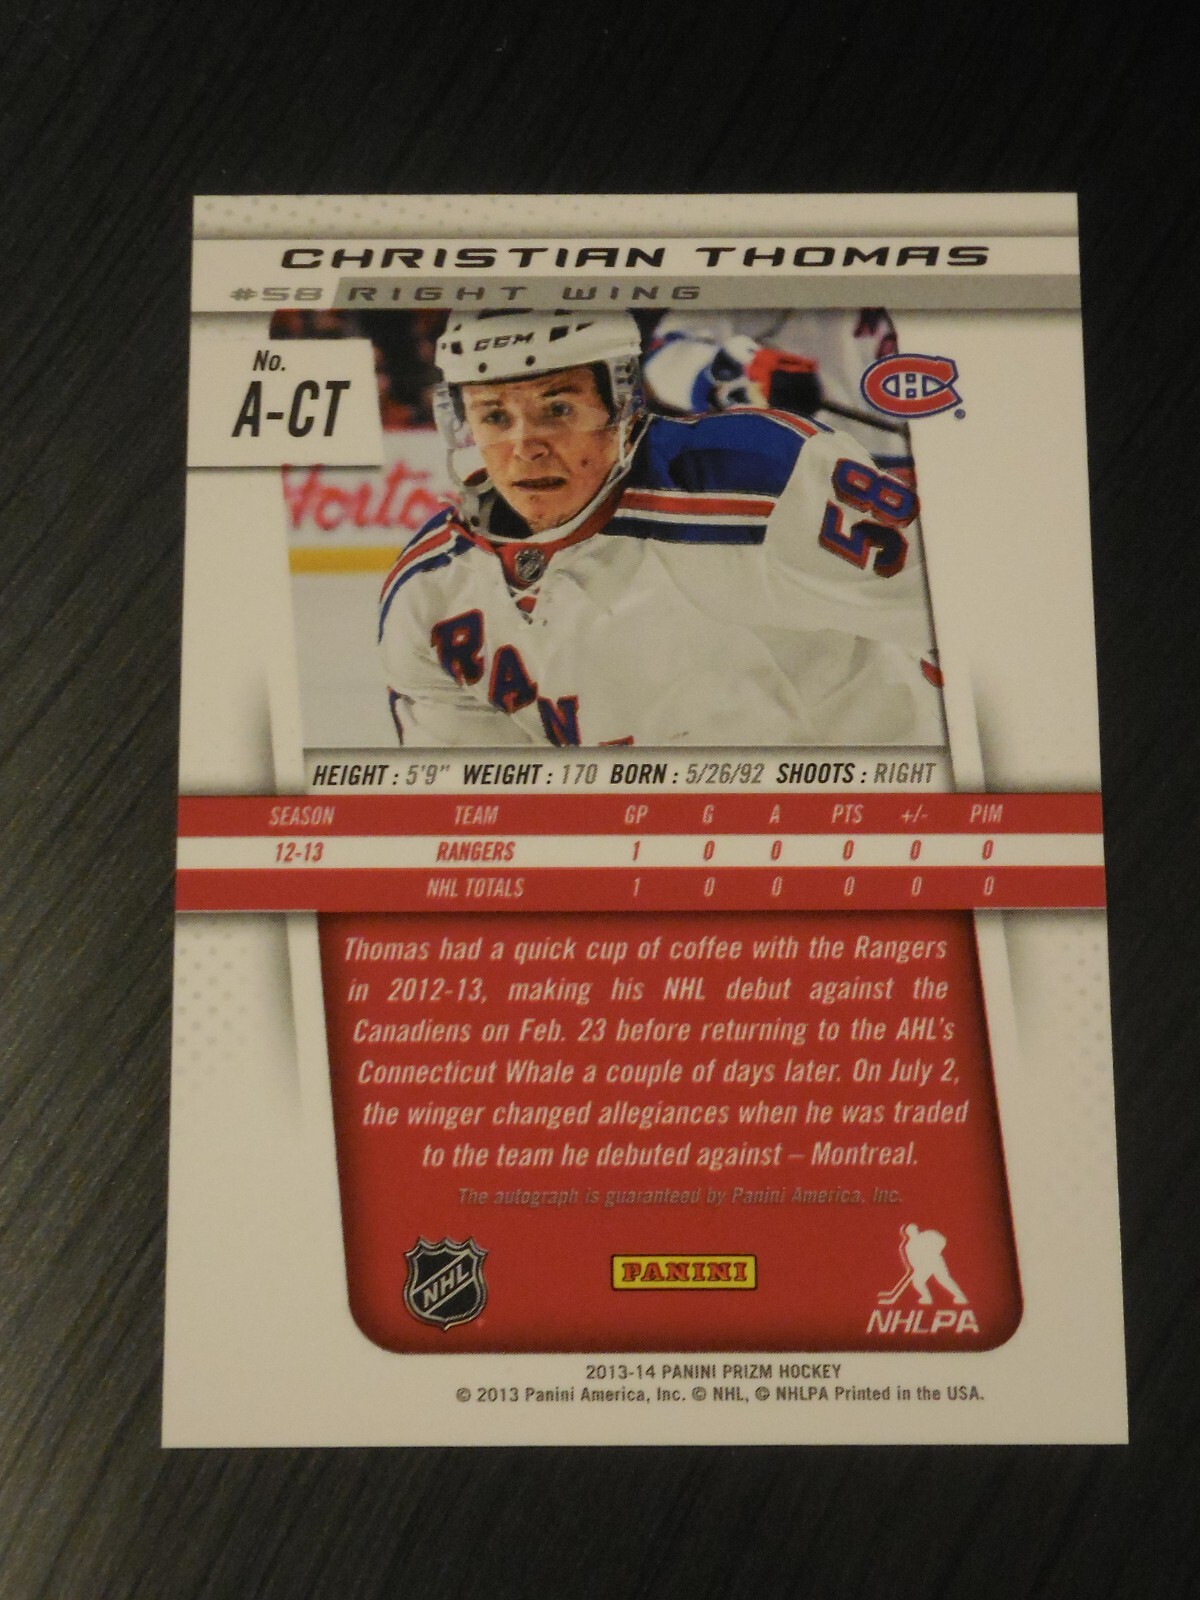 CHRISTIAN THOMAS
#58 RIGHT WING
No.
A-CT
CCM
Horto
58
RAN
HEIGHT : 5'9" WEIGHT : 170 BORN : 5/26/92 SHOOTS : RIGHT
SEASON TEAM GP G A PTS +/- PIM
12-13 RANGERS 1 0 0 0 0 0
NHL TOTALS 1 0 0 0 0 0
Thomas had a quick cup of coffee with the Rangers
in 2012-13, making his NHL debut against the
Canadiens on Feb. 23 before returning to the AHL's
Connecticut Whale a couple of days later. On July 2,
the winger changed allegiances when he was traded
to the team he debuted against – Montreal.
The autograph is guaranteed by Panini America, Inc.
NHL
PANINI
NHLPA
2013-14 PANINI PRIZM HOCKEY
© 2013 Panini America, Inc. © NHL, © NHLPA Printed in the USA.